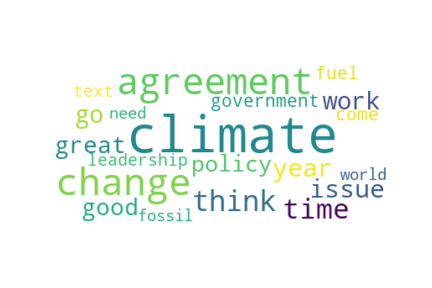 fuel
agreement
text
government work
go need come
climate
great
leadership policy year world
change issue
think
good time
fossil